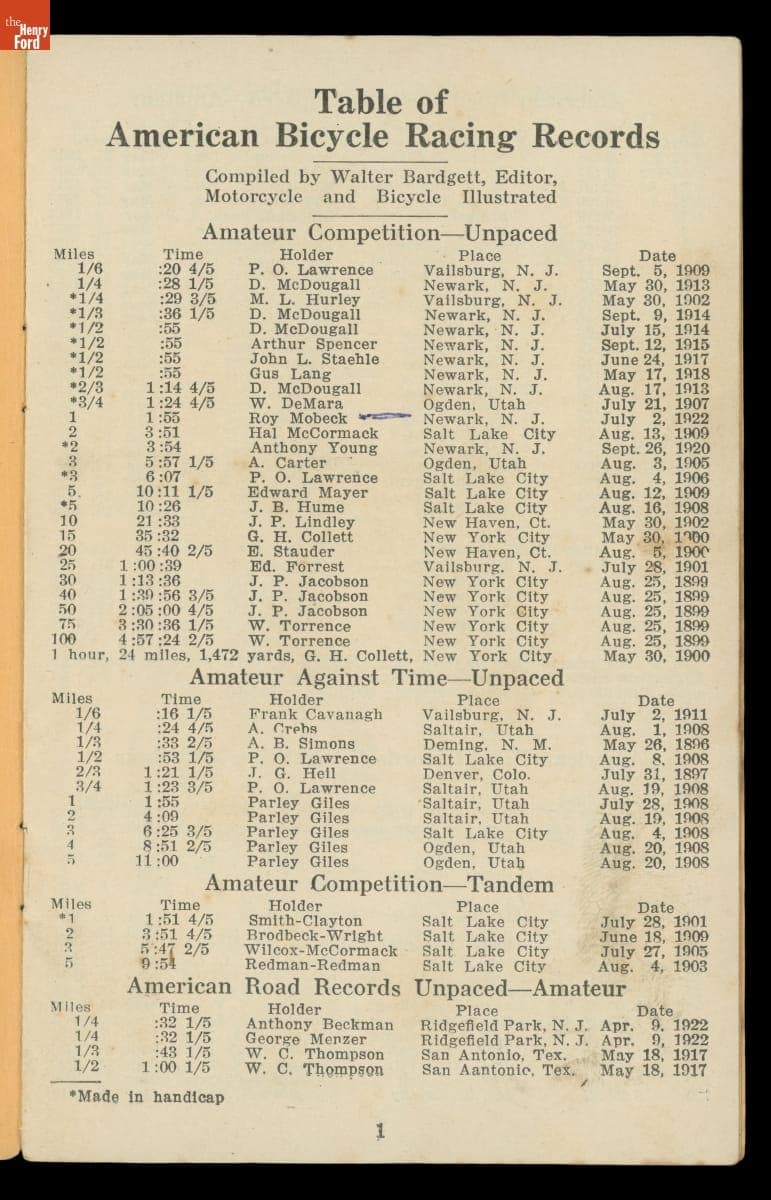 the
Henry
Ford
Table of
American Bicycle Racing Records
Compiled by Walter Bardgett, Editor,
Motorcycle and Bicycle Illustrated
Amateur Competition—Unpaced
Miles Time Holder Place Date
1/6 :20 4/5 P. O. Lawrence Vailsburg, N. J. Sept. 5, 1909
1/4 :28 1/5 D. McDougall Newark, N. J. May 30, 1913
*1/4 :29 3/5 M. L. Hurley Vailsburg, N. J. May 30, 1902
*1/3 :36 1/5 D. McDougall Newark, N. J. Sept. 9, 1914
*1/2 :55 D. McDougall Newark, N. J. July 15, 1914
*1/2 :55 Arthur Spencer Newark, N. J. Sept. 12, 1915
*1/2 :55 John L. Staehle Newark, N. J. June 24, 1917
*1/2 :55 Gus Lang Newark, N. J. May 17, 1918
*2/3 1:14 4/5 D. McDougall Newark, N. J. Aug. 17, 1913
*3/4 1:24 4/5 W. DeMara Ogden, Utah July 21, 1907
1 1:55 Roy Mobeck Newark, N. J. July 2, 1922
2 3:51 Hal McCormack Salt Lake City Aug. 13, 1909
*2 3:54 Anthony Young Newark, N. J. Sept. 26, 1920
3 5:57 1/5 A. Carter Ogden, Utah Aug. 3, 1905
*3 6:07 P. O. Lawrence Salt Lake City Aug. 4, 1906
5. 10:11 1/5 Edward Mayer Salt Lake City Aug. 12, 1909
*5 10:26 J. B. Hume Salt Lake City Aug. 16, 1908
10 21:33 J. P. Lindley New Haven, Ct. May 30, 1902
15 35:32 G. H. Collett New York City May 30, 1900
20 45:40 2/5 E. Stauder New Haven, Ct. Aug. 5, 1900
25 1:00:39 Ed. Forrest Vailsburg. N. J. July 28, 1901
30 1:13:36 J. P. Jacobson New York City Aug. 25, 1899
40 1:39:56 3/5 J. P. Jacobson New York City Aug. 25, 1899
50 2:05:00 4/5 J. P. Jacobson New York City Aug. 25, 1899
75 3:30:36 1/5 W. Torrence New York City Aug. 25, 1899
100 4:57:24 2/5 W. Torrence New York City Aug. 25, 1899
1 hour, 24 miles, 1,472 yards, G. H. Collett, New York City May 30, 1900
Amateur Against Time—Unpaced
Miles Time Holder Place Date
1/6 :16 1/5 Frank Cavanagh Vailsburg, N. J. July 2, 1911
1/4 :24 4/5 A. Crebs Saltair, Utah Aug. 1, 1908
1/3 :33 2/5 A. B. Simons Deming, N. M. May 26, 1896
1/2 :53 1/5 P. O. Lawrence Salt Lake City Aug. 8, 1908
2/3 1:21 1/5 J. G. Hell Denver, Colo. July 31, 1897
3/4 1:23 3/5 P. O. Lawrence Saltair, Utah Aug. 19, 1908
1 1:55 Parley Giles Saltair, Utah July 28, 1908
2 4:09 Parley Giles Saltair, Utah Aug. 19, 1908
3 6:25 3/5 Parley Giles Salt Lake City Aug. 4, 1908
4 8:51 2/5 Parley Giles Ogden, Utah Aug. 20, 1908
5 11:00 Parley Giles Ogden, Utah Aug. 20, 1908
Amateur Competition—Tandem
Miles Time Holder Place Date
*1 1:51 4/5 Smith-Clayton Salt Lake City July 28, 1901
2 3:51 4/5 Brodbeck-Wright Salt Lake City June 18, 1909
3 5:47 2/5 Wilcox-McCormack Salt Lake City July 27, 1905
5 9:54 Redman-Redman Salt Lake City Aug. 4, 1903
American Road Records Unpaced—Amateur
Miles Time Holder Place Date
1/4 :32 1/5 Anthony Beckman Ridgefield Park, N. J. Apr. 9, 1922
1/4 :32 1/5 George Menzer Ridgefield Park, N. J. Apr. 9, 1922
1/3 :43 1/5 W. C. Thompson San Antonio, Tex. May 18, 1917
1/2 1:00 1/5 W. C. Thompson San Aantonio, Tex. May 18, 1917
*Made in handicap
1